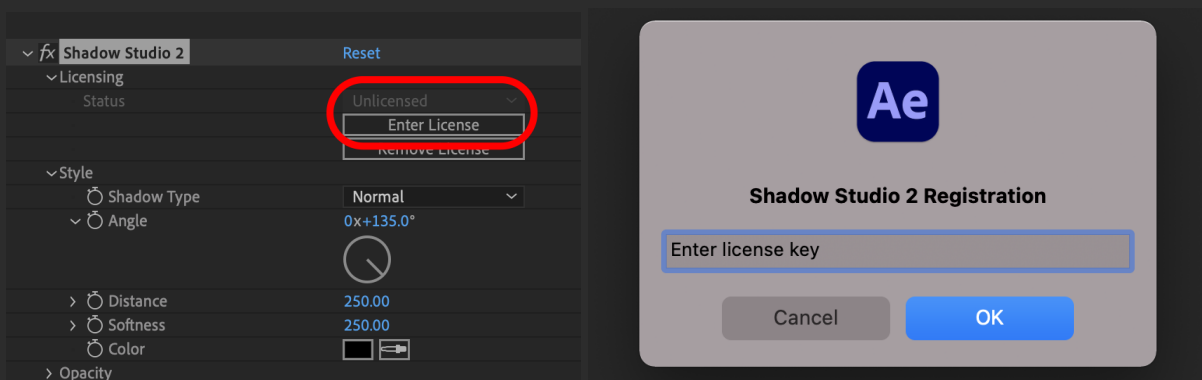 fx Shadow Studio 2 Reset
Licensing
Status Unlicensed
Enter License
Remove License
Style
Shadow Type Normal
Angle 0x+135.0°
Distance 250.00
Softness 250.00
Color
Opacity
Ae
Shadow Studio 2 Registration
Enter license key
Cancel OK